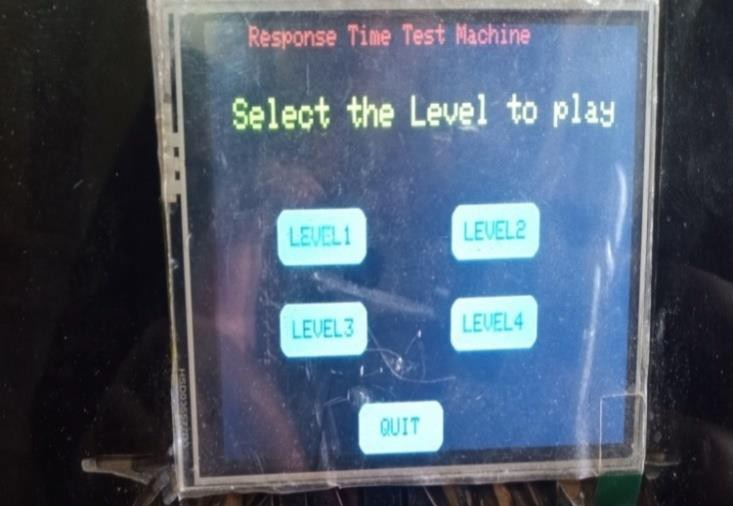 Response Time Test Machine
Select the Level to play
LEVEL1 LEVEL2
LEVEL3 LEVEL4
QUIT